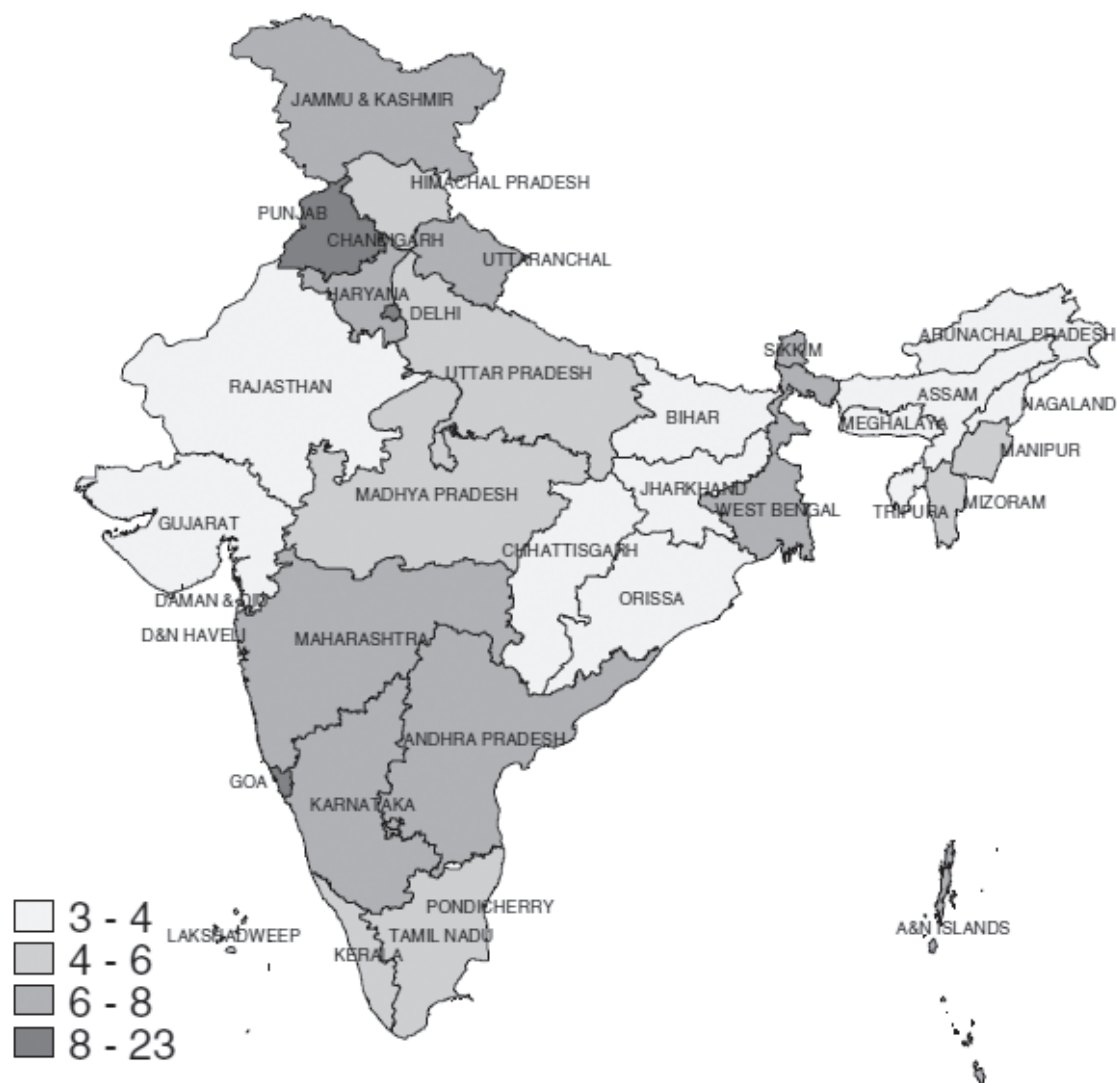 JAMMU & KASHMIR
HIMACHAL PRADESH
PUNJAB
CHANDIGARH
UTTARANCHAL
HARYANA
DELHI
ARUNACHAL PRADESH
SIKKIM
RAJASTHAN
UTTAR PRADESH
ASSAM
NAGALAND
BIHAR
MEGHALAYA
MANIPUR
MADHYA PRADESH
JHARKHAND
MIZORAM
WEST BENGAL
TRIPURA
GUJARAT
CHHATTISGARH
DAMAN & DIU
ORISSA
D&N HAVELI
MAHARASHTRA
ANDHRA PRADESH
GOA
KARNATAKA
PONDICHERRY
LAKSHADWEEP
TAMIL NADU
A&N ISLANDS
KERALA
3 - 4
4 - 6
6 - 8
8 - 23